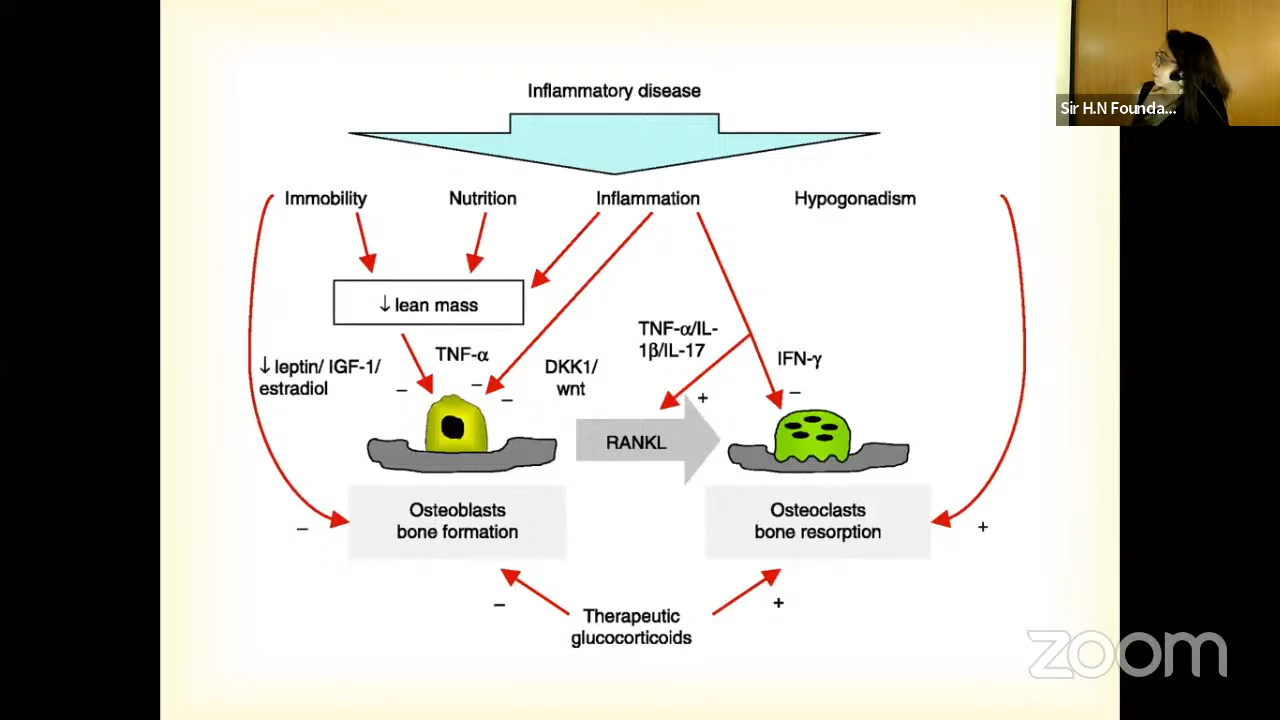 Inflammatory disease
Sir H.N Founda...
Immobility
Nutrition
Inflammation
Hypogonadism
↓ lean mass
TNF-α/IL-
1β/IL-17
TNF-α
IFN-γ
↓ leptin/ IGF-1/
estradiol
DKK1/
wnt
–
–
–
+
–
RANKL
Osteoblasts
bone formation
Osteoclasts
bone resorption
–
+
–
+
Therapeutic
glucocorticoids
zoom